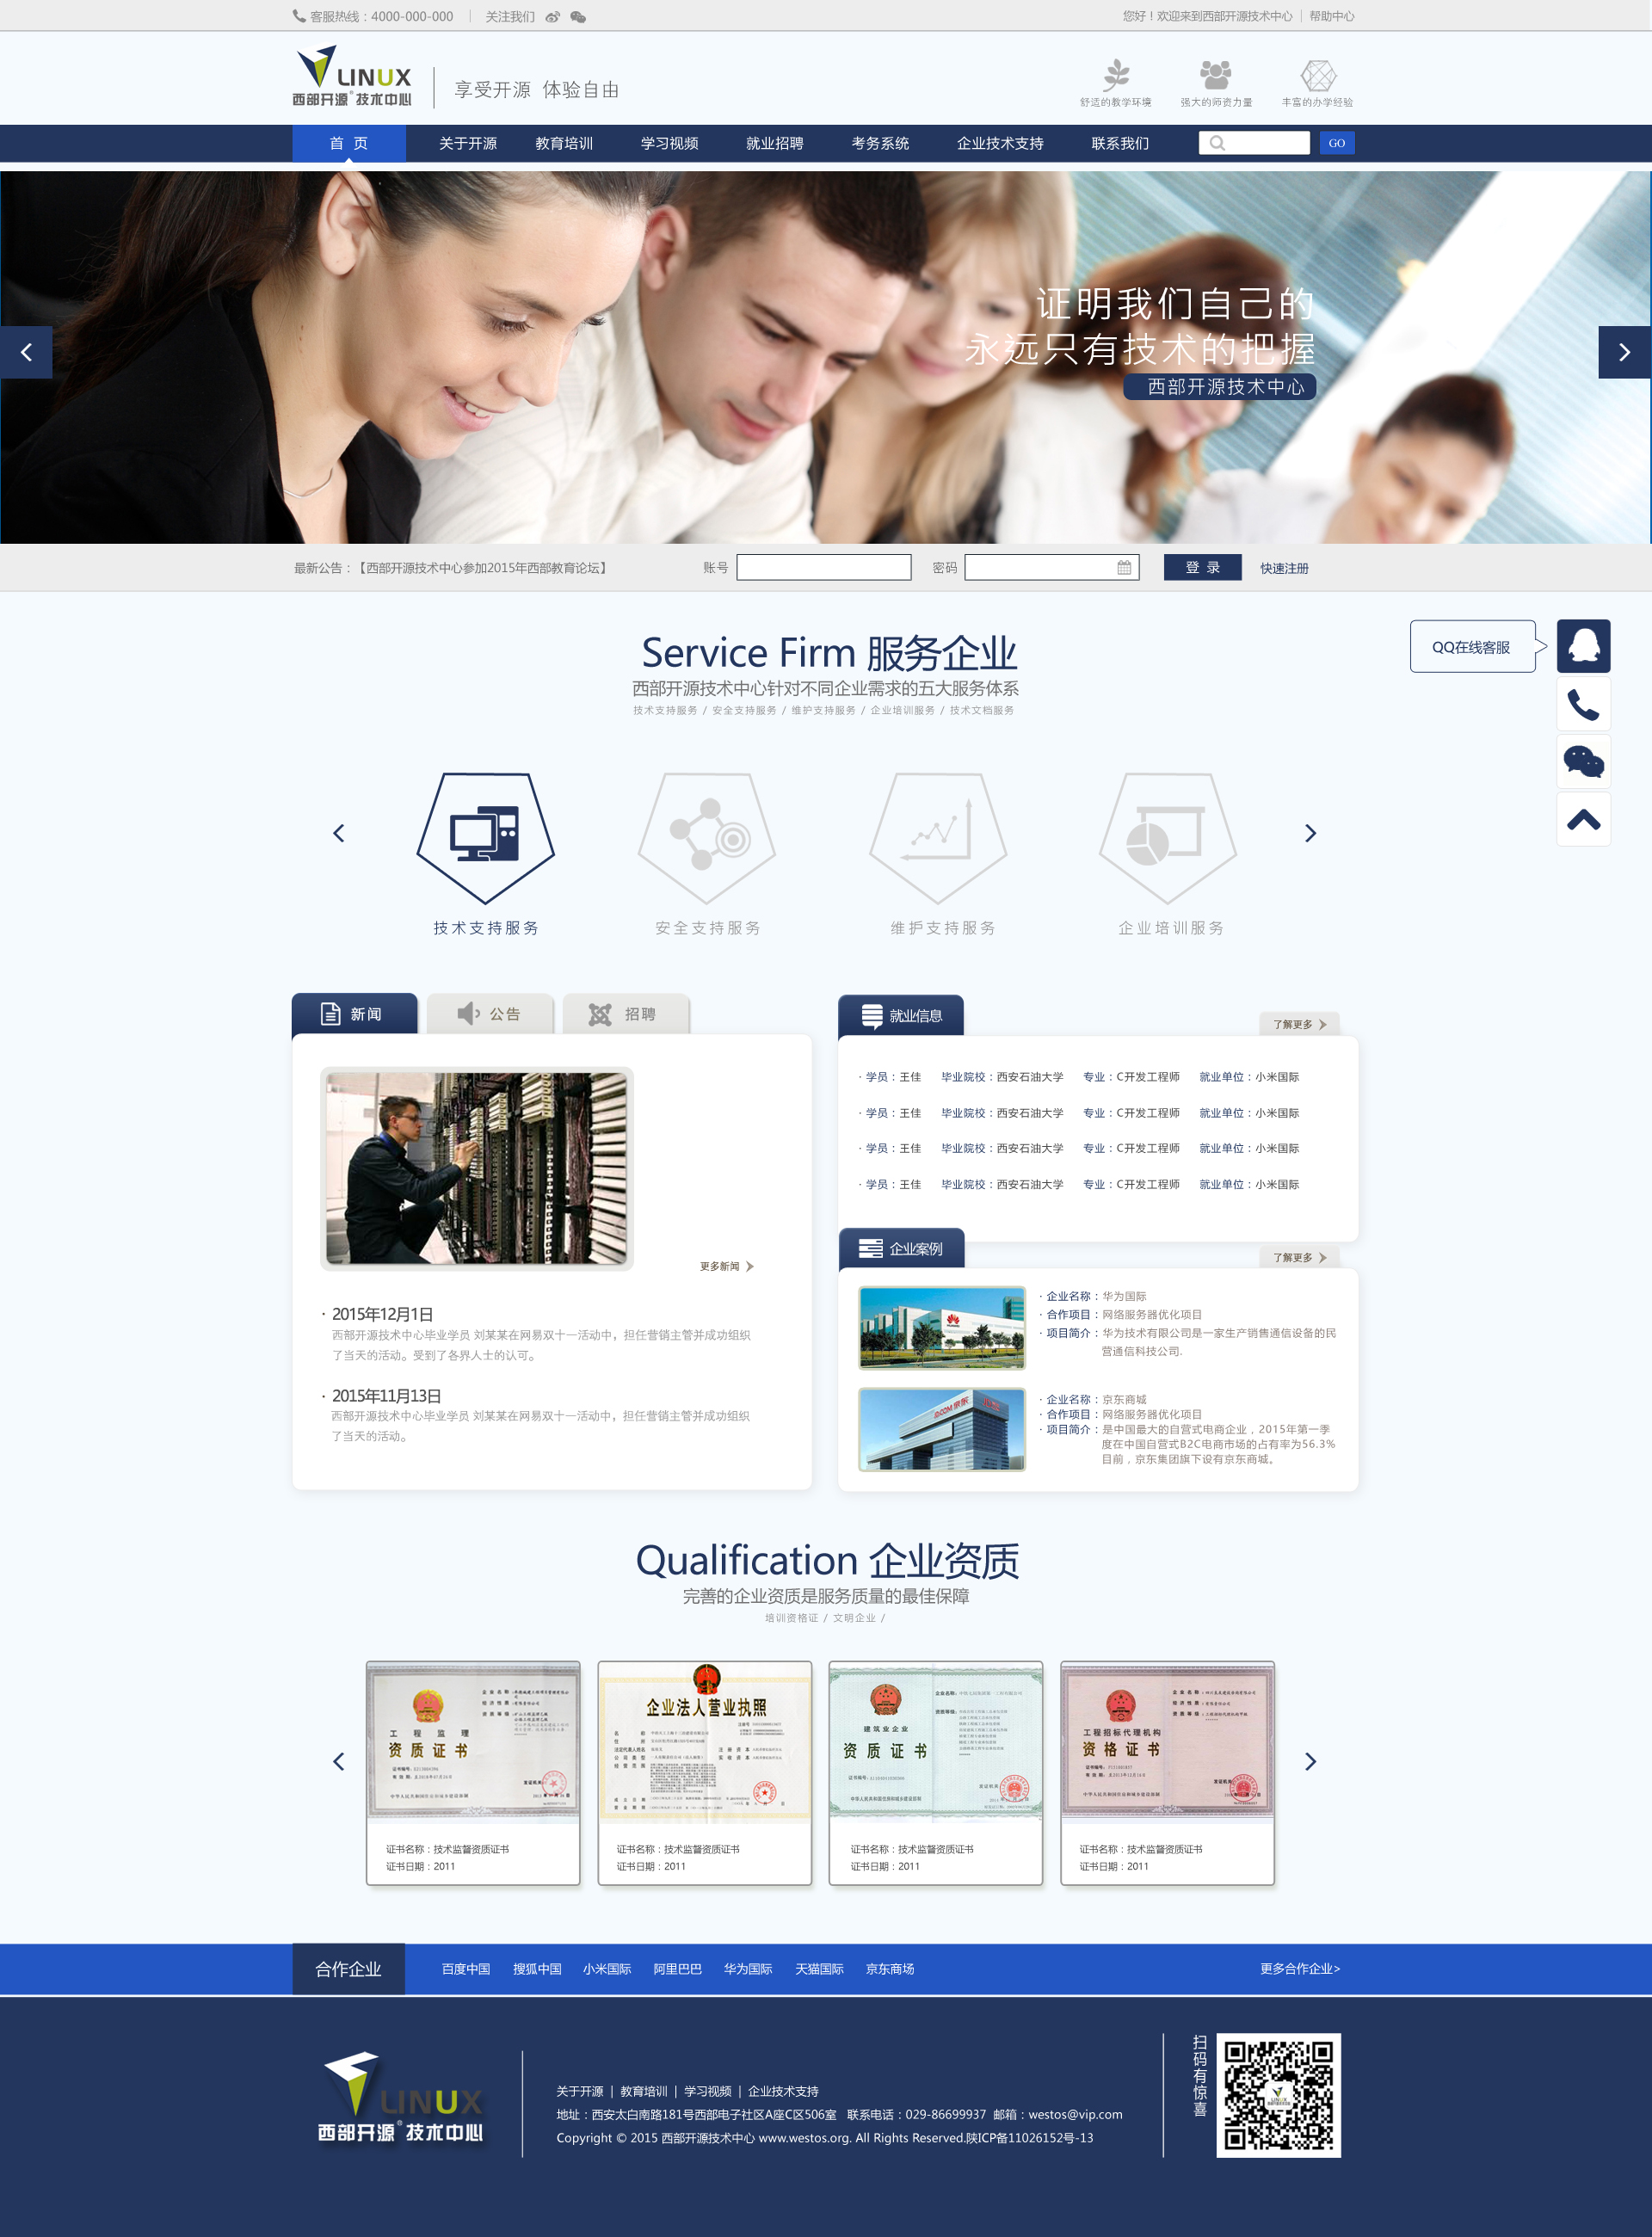 客服热线：4000-000-000 关注我们 您好！欢迎来到西部开源技术中心 帮助中心
LINUX
西部开源®技术中心
享受开源 体验自由
舒适的教学环境 强大的师资力量 丰富的办学经验
首 页 关于开源 教育培训 学习视频 就业招聘 考务系统 企业技术支持 联系我们 GO
证明我们自己的
永远只有技术的把握
西部开源技术中心
最新公告：【西部开源技术中心参加2015年西部教育论坛】 账号 密码 登 录 快速注册
Service Firm 服务企业
QQ在线客服
西部开源技术中心针对不同企业需求的五大服务体系
技术支持服务 / 安全支持服务 / 维护支持服务 / 企业培训服务 / 技术文档服务
技术支持服务 安全支持服务 维护支持服务 企业培训服务
新闻 公告 招聘
更多新闻
· 2015年12月1日
西部开源技术中心毕业学员 刘某某在网易双十一活动中，担任营销主管并成功组织
了当天的活动。受到了各界人士的认可。
· 2015年11月13日
西部开源技术中心毕业学员 刘某某在网易双十一活动中，担任营销主管并成功组织
了当天的活动。
就业信息 了解更多
· 学员：王佳 毕业院校：西安石油大学 专业：C开发工程师 就业单位：小米国际
· 学员：王佳 毕业院校：西安石油大学 专业：C开发工程师 就业单位：小米国际
· 学员：王佳 毕业院校：西安石油大学 专业：C开发工程师 就业单位：小米国际
· 学员：王佳 毕业院校：西安石油大学 专业：C开发工程师 就业单位：小米国际
企业案例 了解更多
HUAWEI
· 企业名称：华为国际
· 合作项目：网络服务器优化项目
· 项目简介：华为技术有限公司是一家生产销售通信设备的民
营通信科技公司.
JD.COM 京东
· 企业名称：京东商城
· 合作项目：网络服务器优化项目
· 项目简介：是中国最大的自营式电商企业，2015年第一季
度在中国自营式B2C电商市场的占有率为56.3%
目前，京东集团旗下设有京东商城。
Qualification 企业资质
完善的企业资质是服务质量的最佳保障
培训资格证 / 文明企业 /
工程监理
资质证书
企业法人营业执照
建筑业企业
资质证书
工程招标代理机构
资格证书
证书名称：技术监督资质证书
证书日期：2011
证书名称：技术监督资质证书
证书日期：2011
证书名称：技术监督资质证书
证书日期：2011
证书名称：技术监督资质证书
证书日期：2011
合作企业 百度中国 搜狐中国 小米国际 阿里巴巴 华为国际 天猫国际 京东商场 更多合作企业>
LINUX
西部开源®技术中心
关于开源 | 教育培训 | 学习视频 | 企业技术支持
地址：西安太白南路181号西部电子社区A座C区506室 联系电话：029-86699937 邮箱：westos@vip.com
Copyright © 2015 西部开源技术中心 www.westos.org. All Rights Reserved.陕ICP备11026152号-13
扫码有惊喜